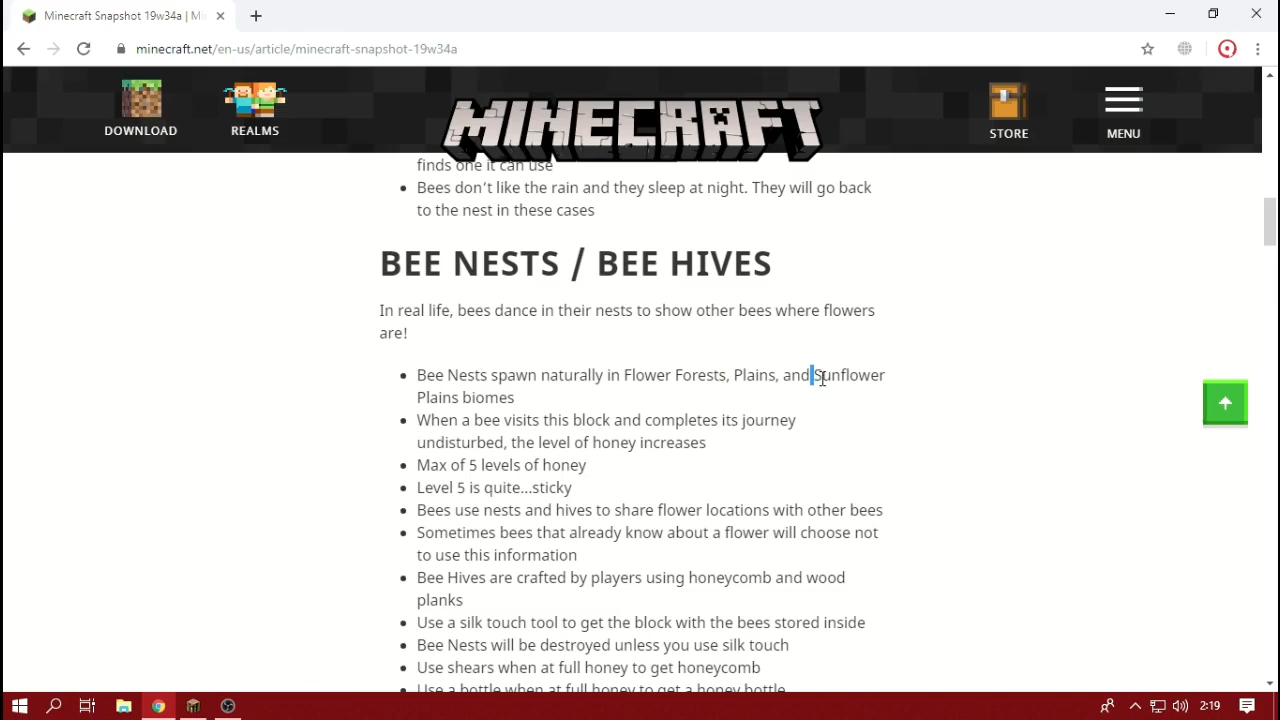 Minecraft Snapshot 19w34a | Mi
minecraft.net/en-us/article/minecraft-snapshot-19w34a
DOWNLOAD
REALMS
MINECRAFT
STORE
MENU
finds one it can use
• Bees don't like the rain and they sleep at night. They will go back
to the nest in these cases
BEE NESTS / BEE HIVES
In real life, bees dance in their nests to show other bees where flowers
are!
• Bee Nests spawn naturally in Flower Forests, Plains, and Sunflower
Plains biomes
• When a bee visits this block and completes its journey
undisturbed, the level of honey increases
• Max of 5 levels of honey
• Level 5 is quite...sticky
• Bees use nests and hives to share flower locations with other bees
• Sometimes bees that already know about a flower will choose not
to use this information
• Bee Hives are crafted by players using honeycomb and wood
planks
• Use a silk touch tool to get the block with the bees stored inside
• Bee Nests will be destroyed unless you use silk touch
• Use shears when at full honey to get honeycomb
• Use a bottle when at full honey to get a honey bottle
2:19